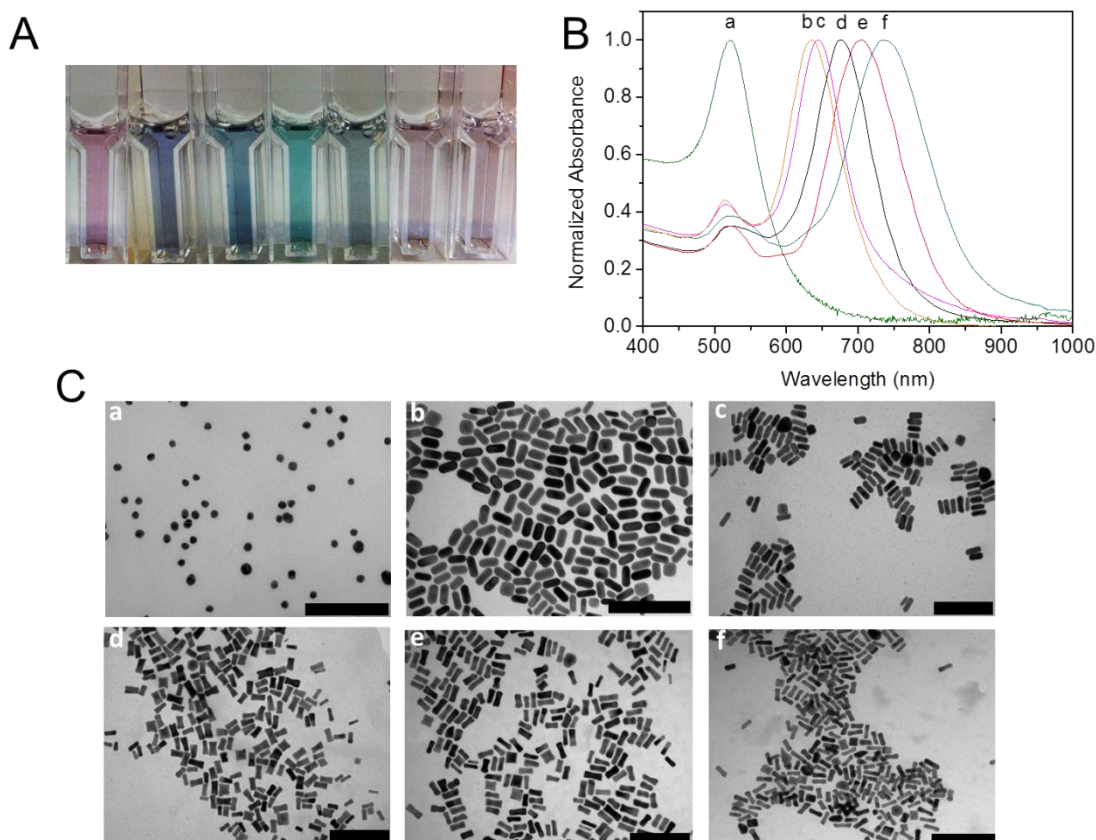 A
B
a b c d e f
1.0
0.8
0.6
0.4
0.2
0.0
Normalized Absorbance
400 500 600 700 800 900 1000
Wavelength (nm)
C
a b c
d e f